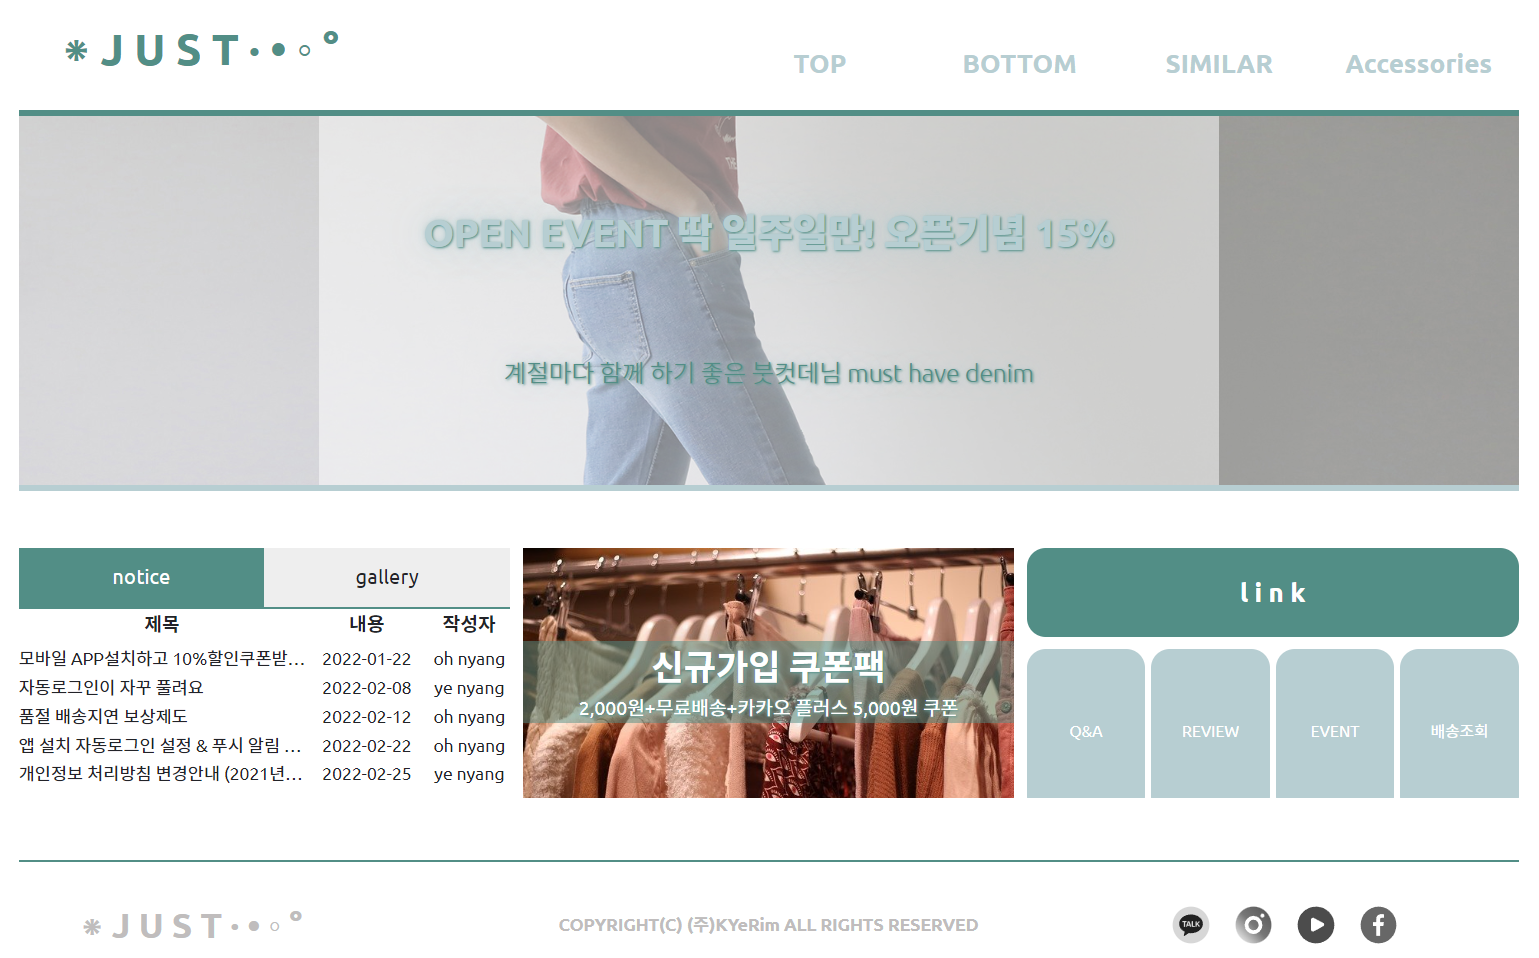 JUST
TOP BOTTOM SIMILAR Accessories
OPEN EVENT 딱 일주일만! 오픈기념 15%
계절마다 함께 하기 좋은 붓컷데님 must have denim
notice gallery
제목 내용 작성자
모바일 APP설치하고 10%할인쿠폰받... 2022-01-22 oh nyang
자동로그인이 자꾸 풀려요 2022-02-08 ye nyang
품절 배송지연 보상제도 2022-02-12 oh nyang
앱 설치 자동로그인 설정 & 푸시 알림 ... 2022-02-22 oh nyang
개인정보 처리방침 변경안내 (2021년... 2022-02-25 ye nyang
신규가입 쿠폰팩
2,000원+무료배송+카카오 플러스 5,000원 쿠폰
link
Q&A REVIEW EVENT 배송조회
JUST
COPYRIGHT(C) (주)KYeRim ALL RIGHTS RESERVED
TALK